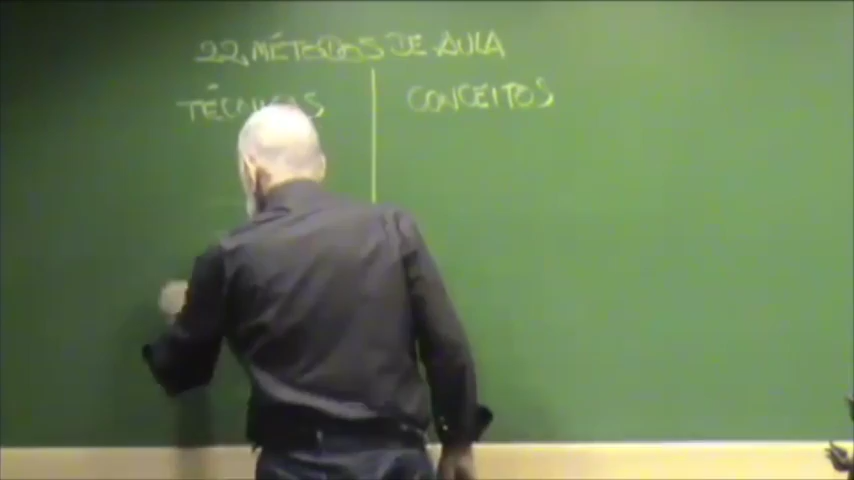 22. MÉTODOS DE AULA
TÉCNICAS CONCEITOS